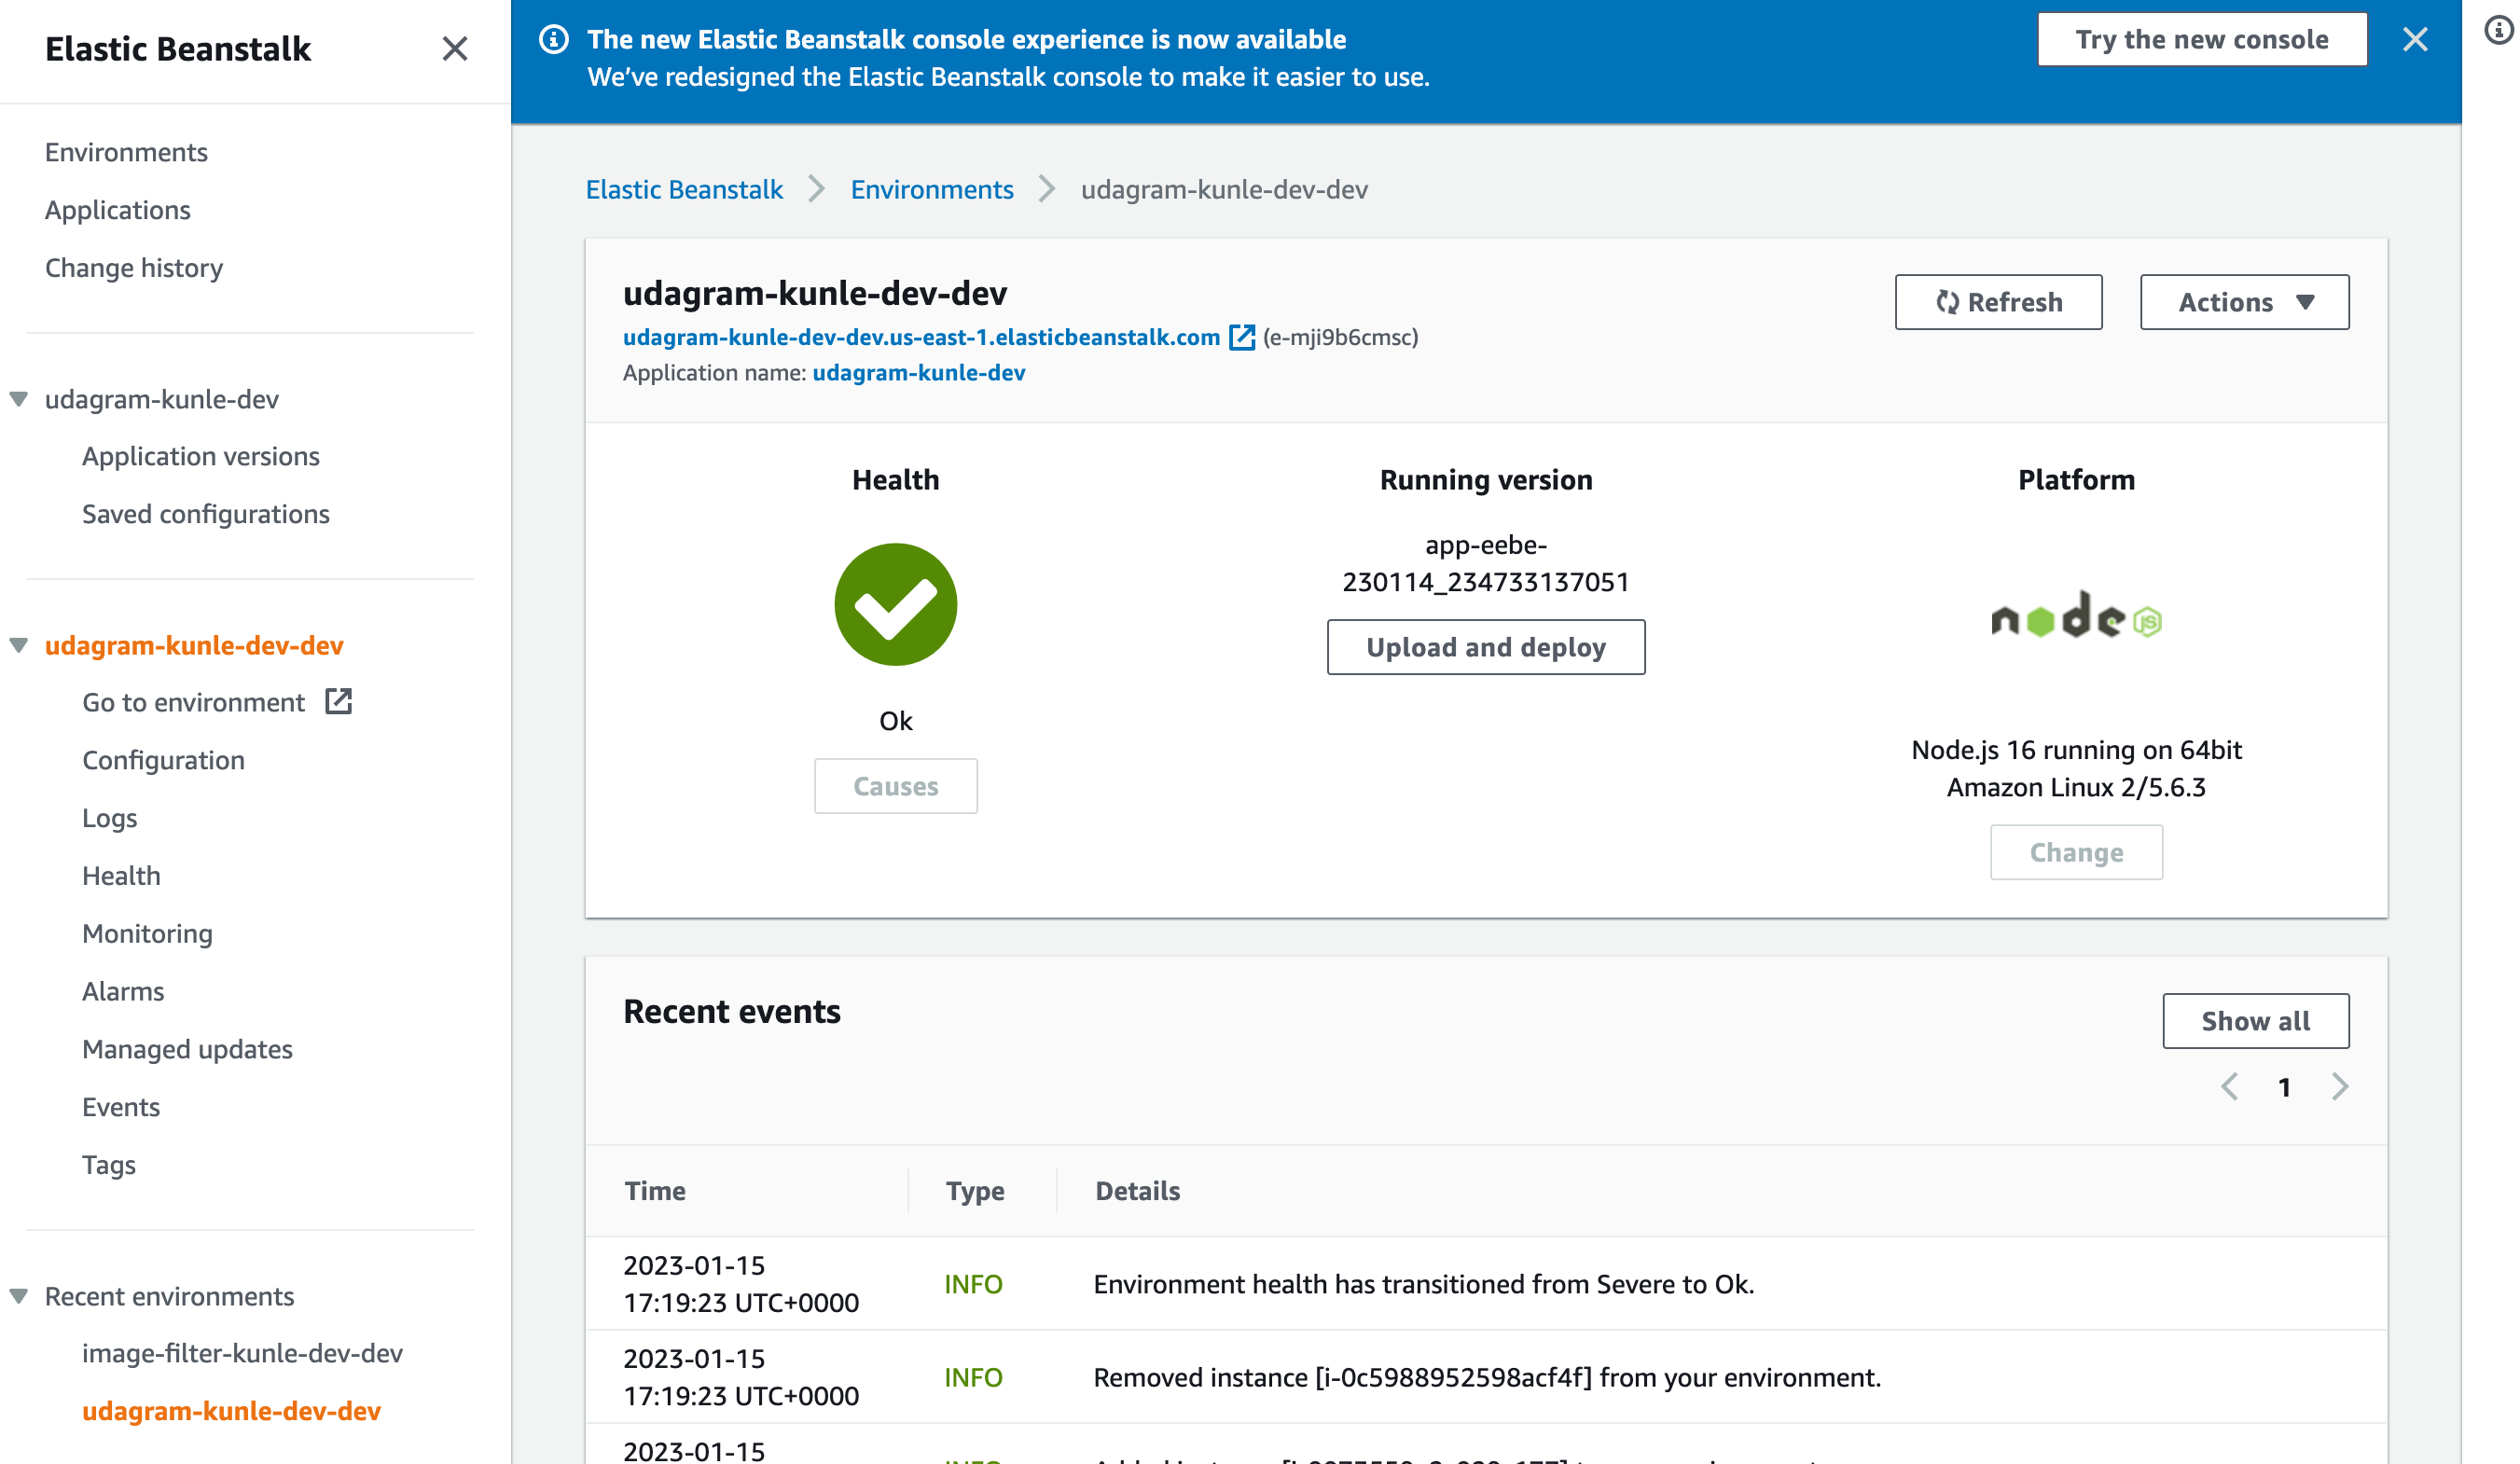 Elastic Beanstalk
Environments
Applications
Change history
udagram-kunle-dev
Application versions
Saved configurations
udagram-kunle-dev-dev
Go to environment
Configuration
Logs
Health
Monitoring
Alarms
Managed updates
Events
Tags
Recent environments
image-filter-kunle-dev-dev
udagram-kunle-dev-dev
The new Elastic Beanstalk console experience is now available
We’ve redesigned the Elastic Beanstalk console to make it easier to use.
Try the new console
Elastic Beanstalk Environments udagram-kunle-dev-dev
udagram-kunle-dev-dev
udagram-kunle-dev-dev.us-east-1.elasticbeanstalk.com (e-mji9b6cmsc)
Application name: udagram-kunle-dev
Refresh
Actions
Health
Ok
Causes
Running version
app-eebe-
230114_234733137051
Upload and deploy
Platform
node JS
Node.js 16 running on 64bit
Amazon Linux 2/5.6.3
Change
Recent events
Show all
1
Time Type Details
2023-01-15
17:19:23 UTC+0000
INFO
Environment health has transitioned from Severe to Ok.
2023-01-15
17:19:23 UTC+0000
INFO
Removed instance [i-0c5988952598acf4f] from your environment.
2023-01-15
INFO